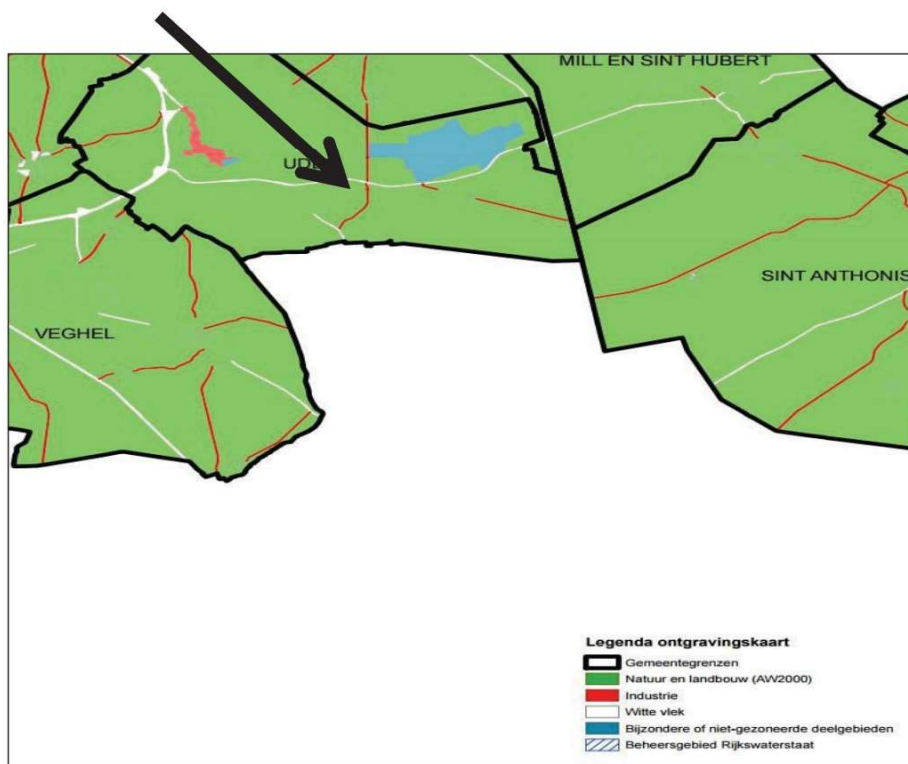 MILL EN SINT HUBERT
SINT ANTHONIS
VEGHEL
Legenda ontgravingskaart
Gemeentegrenzen
Natuur en landbouw (AW2000)
Industrie
Witte vlek
Bijzondere of niet-gezoneerde deelgebieden
Beheersgebied Rijkswaterstaat